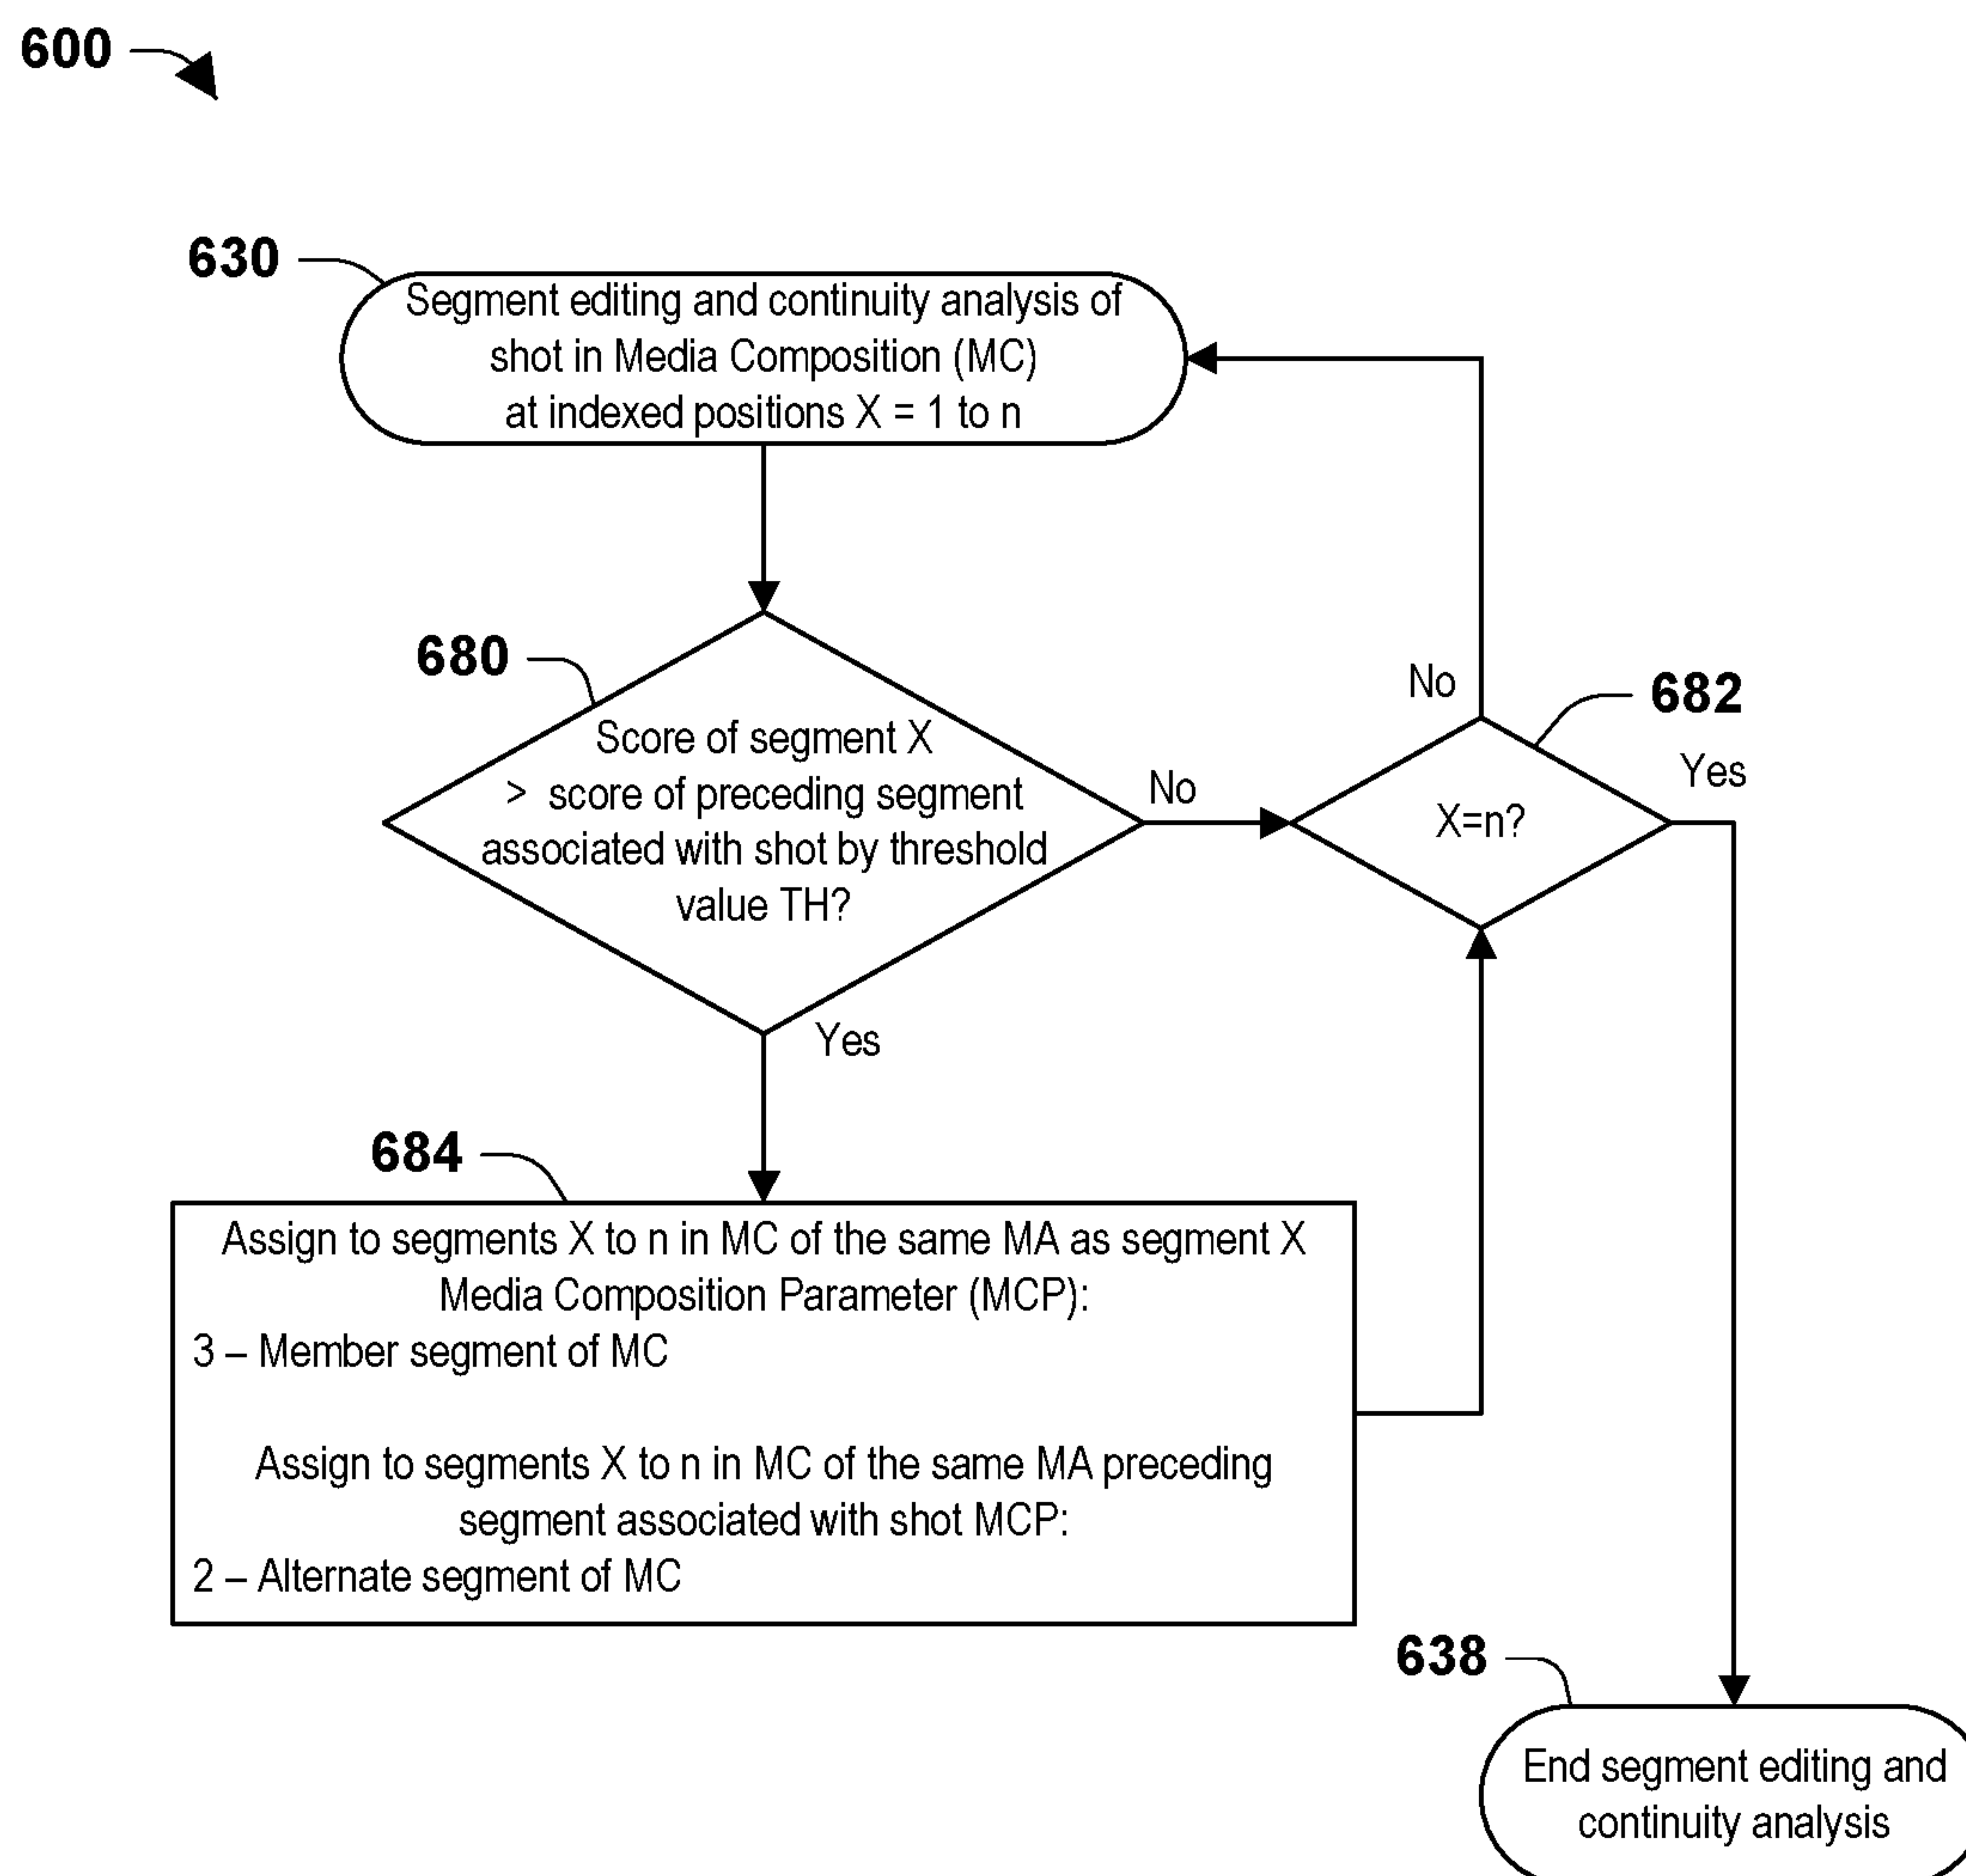 600
630
Segment editing and continuity analysis of
shot in Media Composition (MC)
at indexed positions X = 1 to n
680
Score of segment X
> score of preceding segment
associated with shot by threshold
value TH?
No
Yes
682
No
Yes
X=n?
684
Assign to segments X to n in MC of the same MA as segment X
Media Composition Parameter (MCP):
3 – Member segment of MC
Assign to segments X to n in MC of the same MA preceding
segment associated with shot MCP:
2 – Alternate segment of MC
638
End segment editing and
continuity analysis